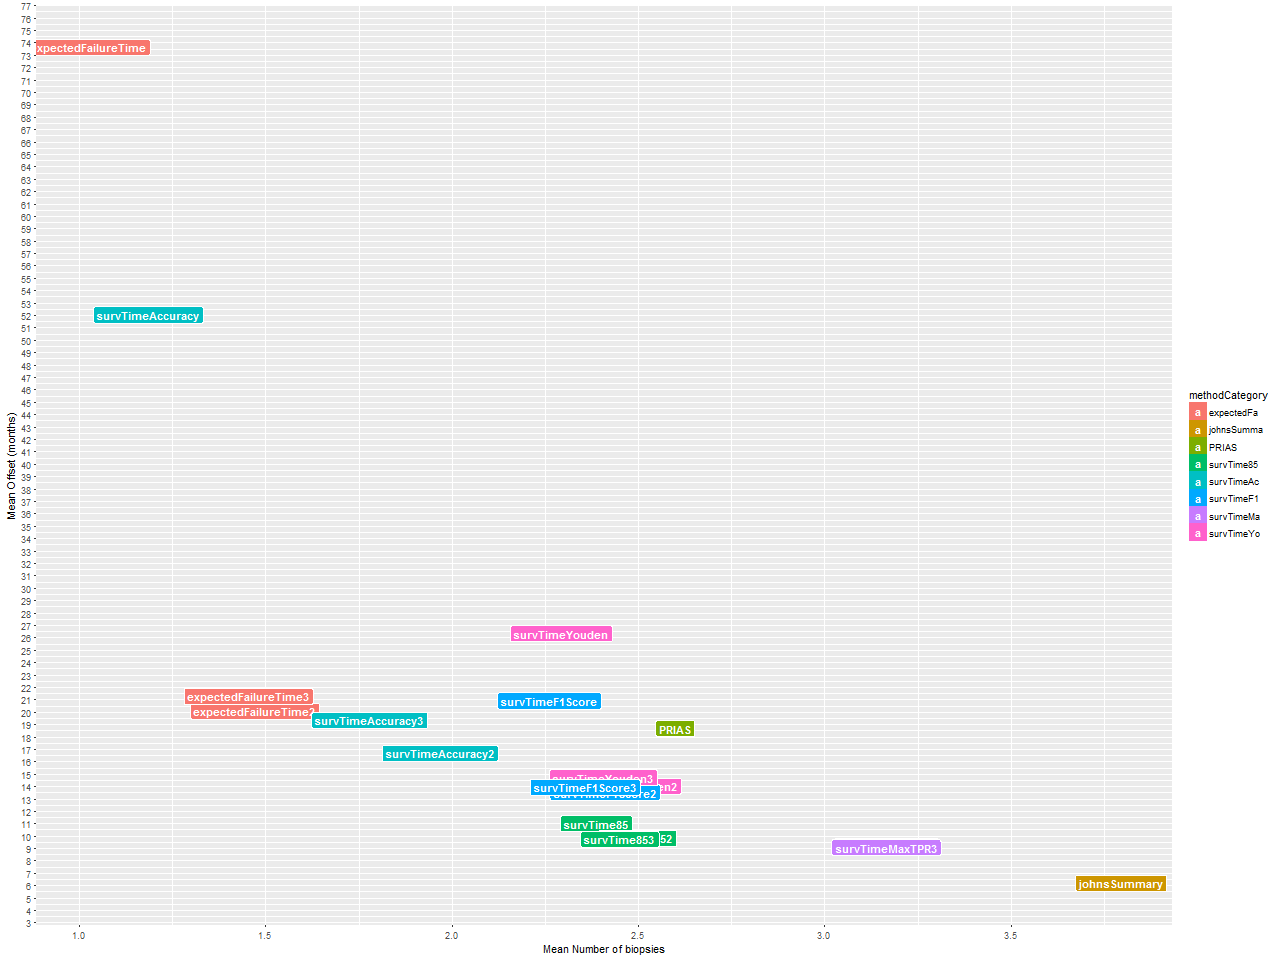 77
76
75
74
73
72
71
70
69
68
67
66
65
64
63
62
61
60
59
58
57
56
55
54
53
52
51
50
49
48
47
46
45
44
43
42
41
40
39
38
37
36
35
34
33
32
31
30
29
28
27
26
25
24
23
22
21
20
19
18
17
16
15
14
13
12
11
10
9
8
7
6
5
4
3
Mean Offset (months)
xpectedFailureTime
survTimeAccuracy
survTimeYouden
expectedFailureTime3
survTimeF1Score
expectedFailureTime2
survTimeAccuracy3
PRIAS
survTimeAccuracy2
survTimeYouden3
en2
survTimeF1Score3
survTimeF1Score2
survTime85
survTime853
52
survTimeMaxTPR3
johnsSummary
1.0 1.5 2.0 2.5 3.0 3.5
Mean Number of biopsies
methodCategory
a expectedFa
a johnsSumma
a PRIAS
a survTime85
a survTimeAc
a survTimeF1
a survTimeMa
a survTimeYo